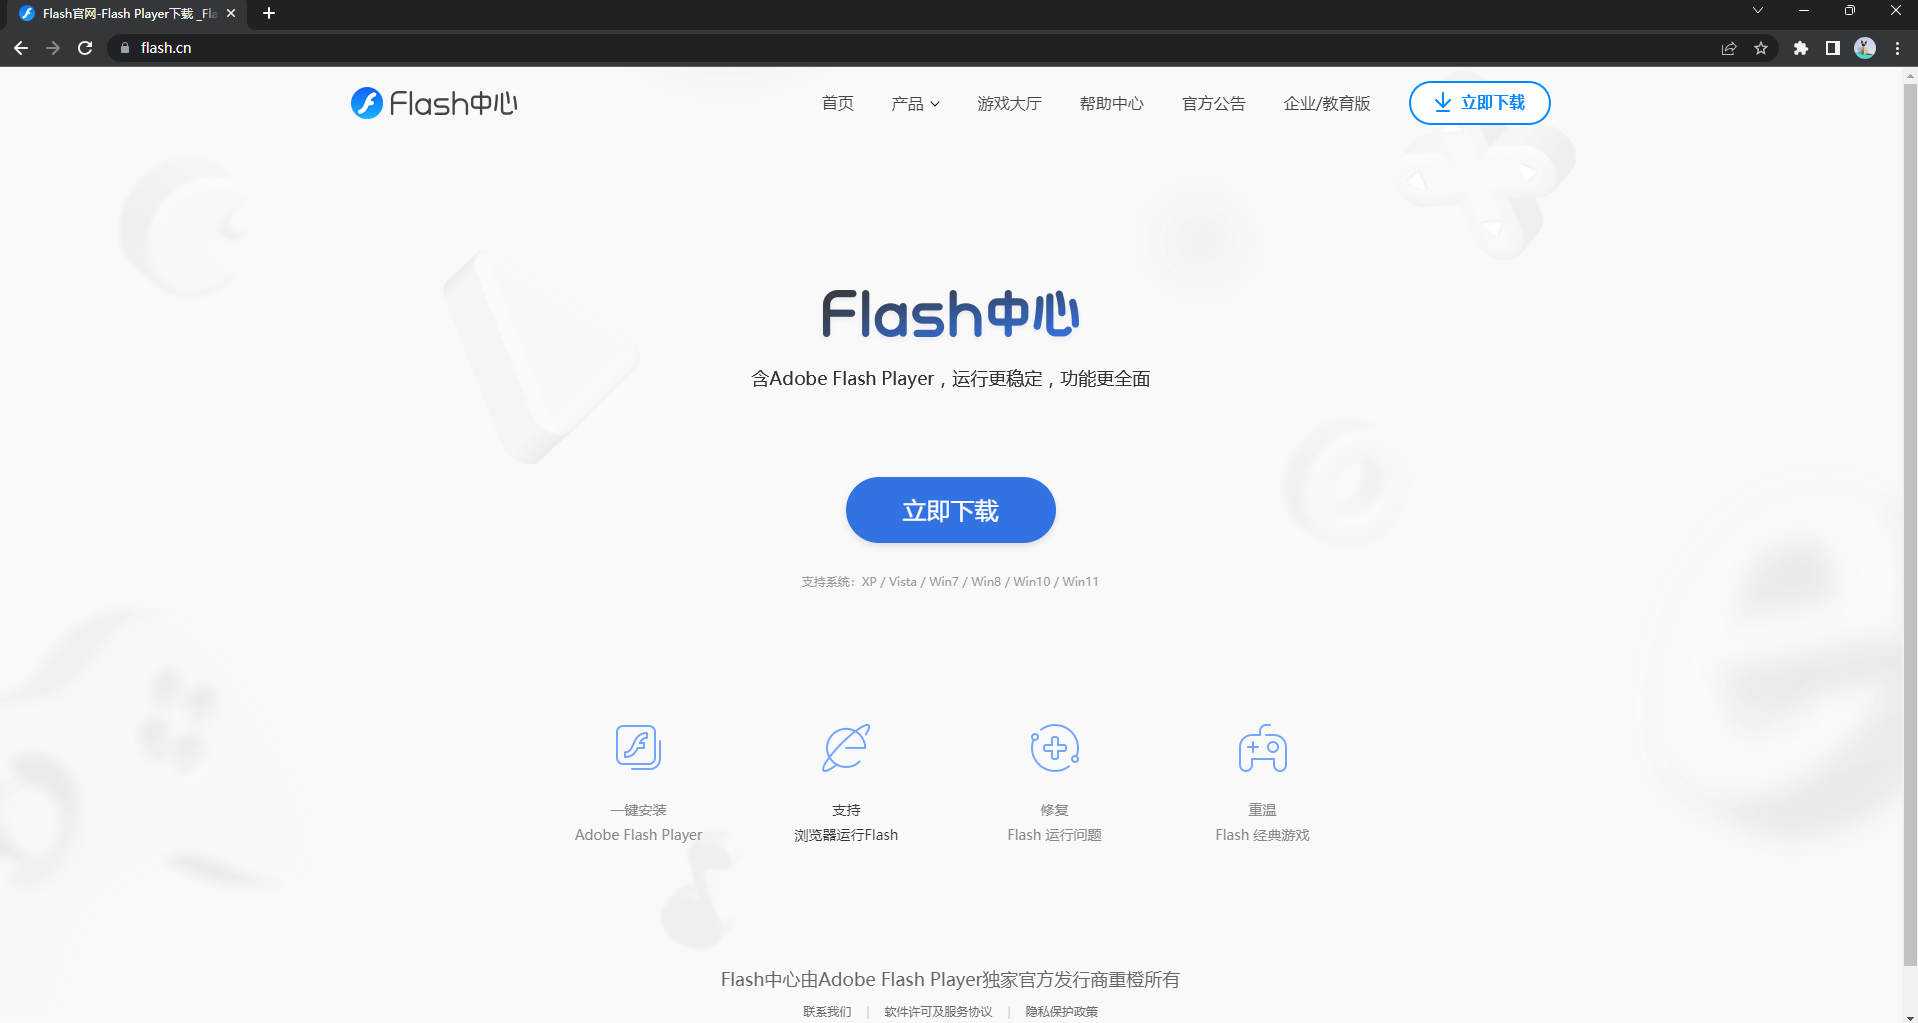 Flash官网-Flash Player下载 _Fla
flash.cn
Flash中心
首页
产品
游戏大厅
帮助中心
官方公告
企业/教育版
立即下载
Flash中心
含Adobe Flash Player，运行更稳定，功能更全面
立即下载
支持系统：XP / Vista / Win7 / Win8 / Win10 / Win11
一键安装
Adobe Flash Player
支持
浏览器运行Flash
修复
Flash 运行问题
重温
Flash 经典游戏
Flash中心由Adobe Flash Player独家官方发行商重橙所有
联系我们 | 软件许可及服务协议 | 隐私保护政策